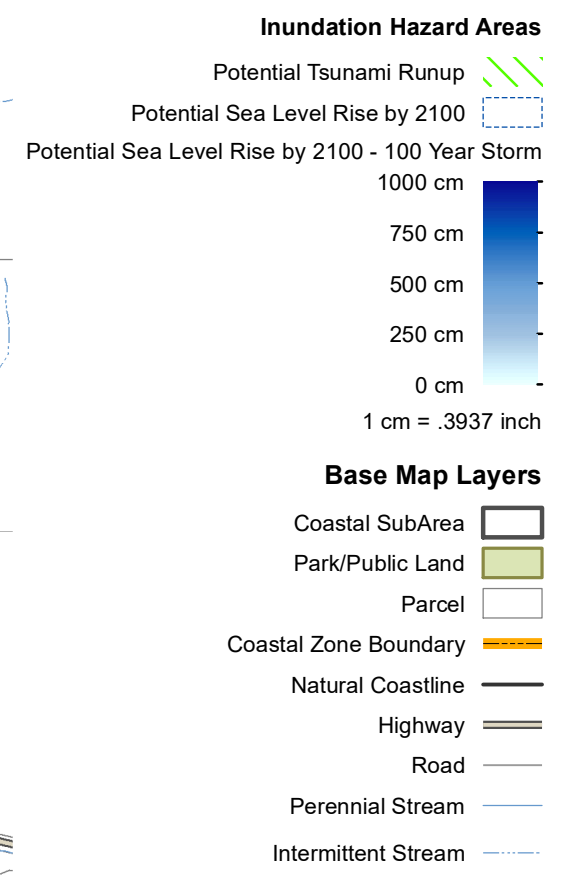 Inundation Hazard Areas
Potential Tsunami Runup
Potential Sea Level Rise by 2100
Potential Sea Level Rise by 2100 - 100 Year Storm
1000 cm
750 cm
500 cm
250 cm
0 cm
1 cm = .3937 inch
Base Map Layers
Coastal SubArea
Park/Public Land
Parcel
Coastal Zone Boundary
Natural Coastline
Highway
Road
Perennial Stream
Intermittent Stream